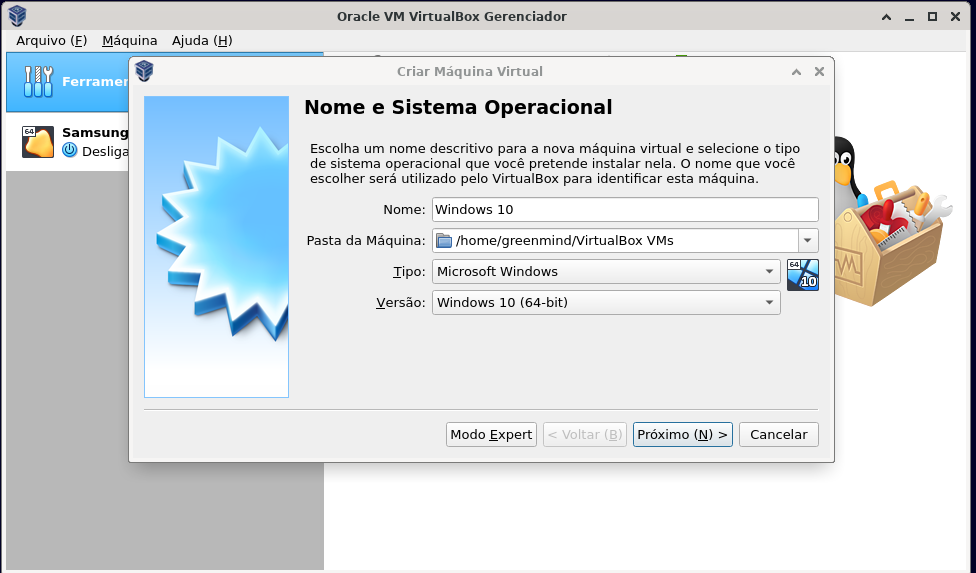 Oracle VM VirtualBox Gerenciador
Arquivo (F) Máquina Ajuda (H)
Criar Máquina Virtual
64
Samsung
Nome e Sistema Operacional
Escolha um nome descritivo para a nova máquina virtual e selecione o tipo
de sistema operacional que você pretende instalar nela. O nome que você
escolher será utilizado pelo VirtualBox para identificar esta máquina.
Nome: Windows 10
Pasta da Máquina: /home/greenmind/VirtualBox VMs
Tipo: Microsoft Windows
64
10
Versão: Windows 10 (64-bit)
Modo Expert < Voltar (B) Próximo (N) > Cancelar